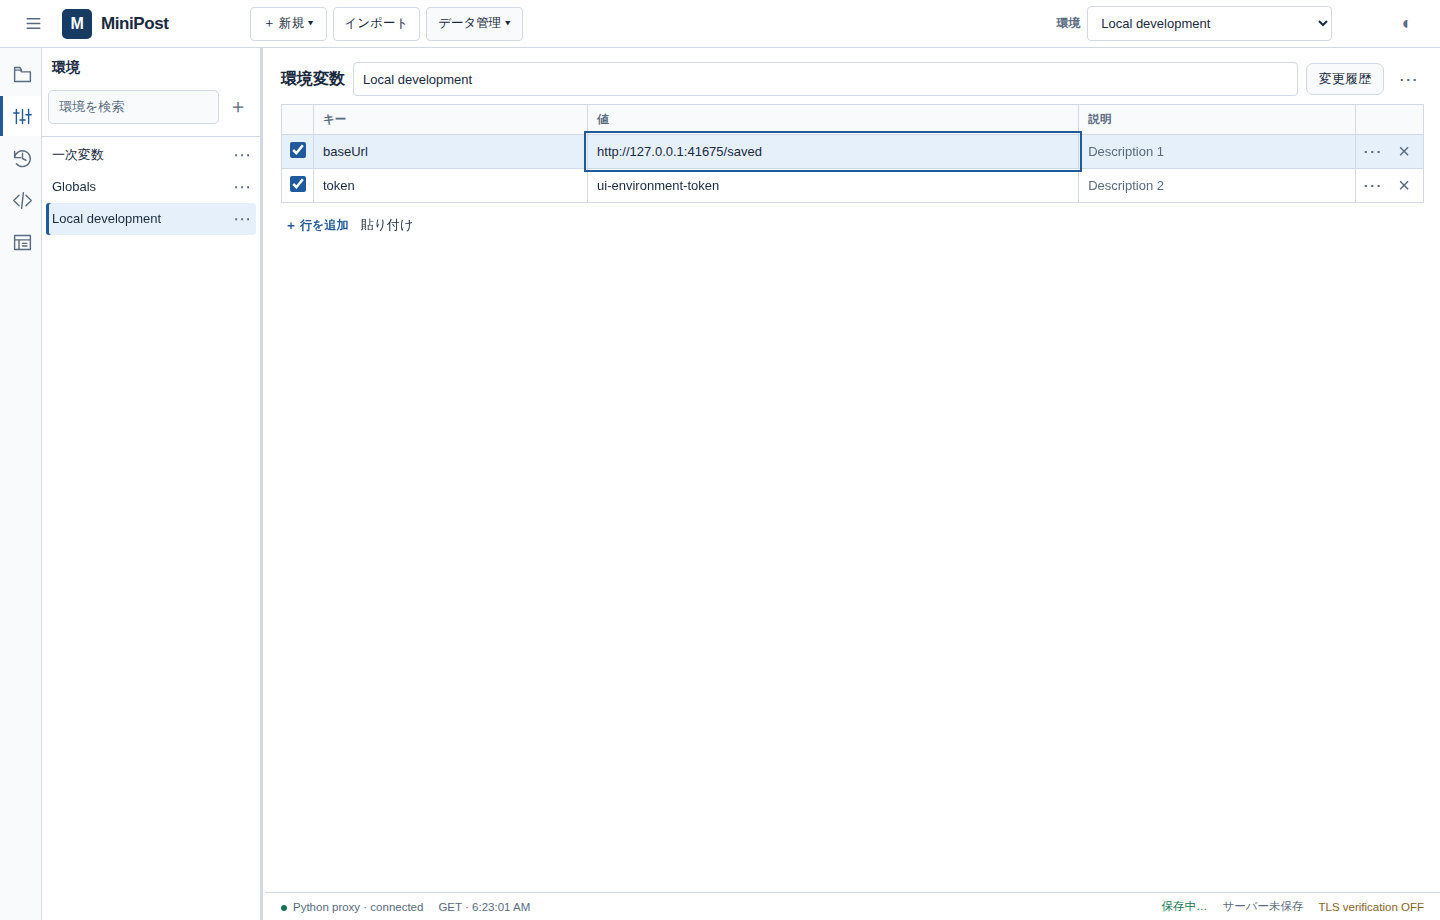 M MiniPost ＋ 新規 ▾ インポート データ管理 ▾ 環境 Local development
環境
環境を検索 ＋
一次変数 ···
Globals ···
Local development ···
環境変数 Local development 変更履歴 ···
キー 値 説明
baseUrl http://127.0.0.1:41675/saved Description 1 ··· ×
token ui-environment-token Description 2 ··· ×
＋ 行を追加 貼り付け
Python proxy · connected GET · 6:23:01 AM 保存中… サーバー未保存 TLS verification OFF